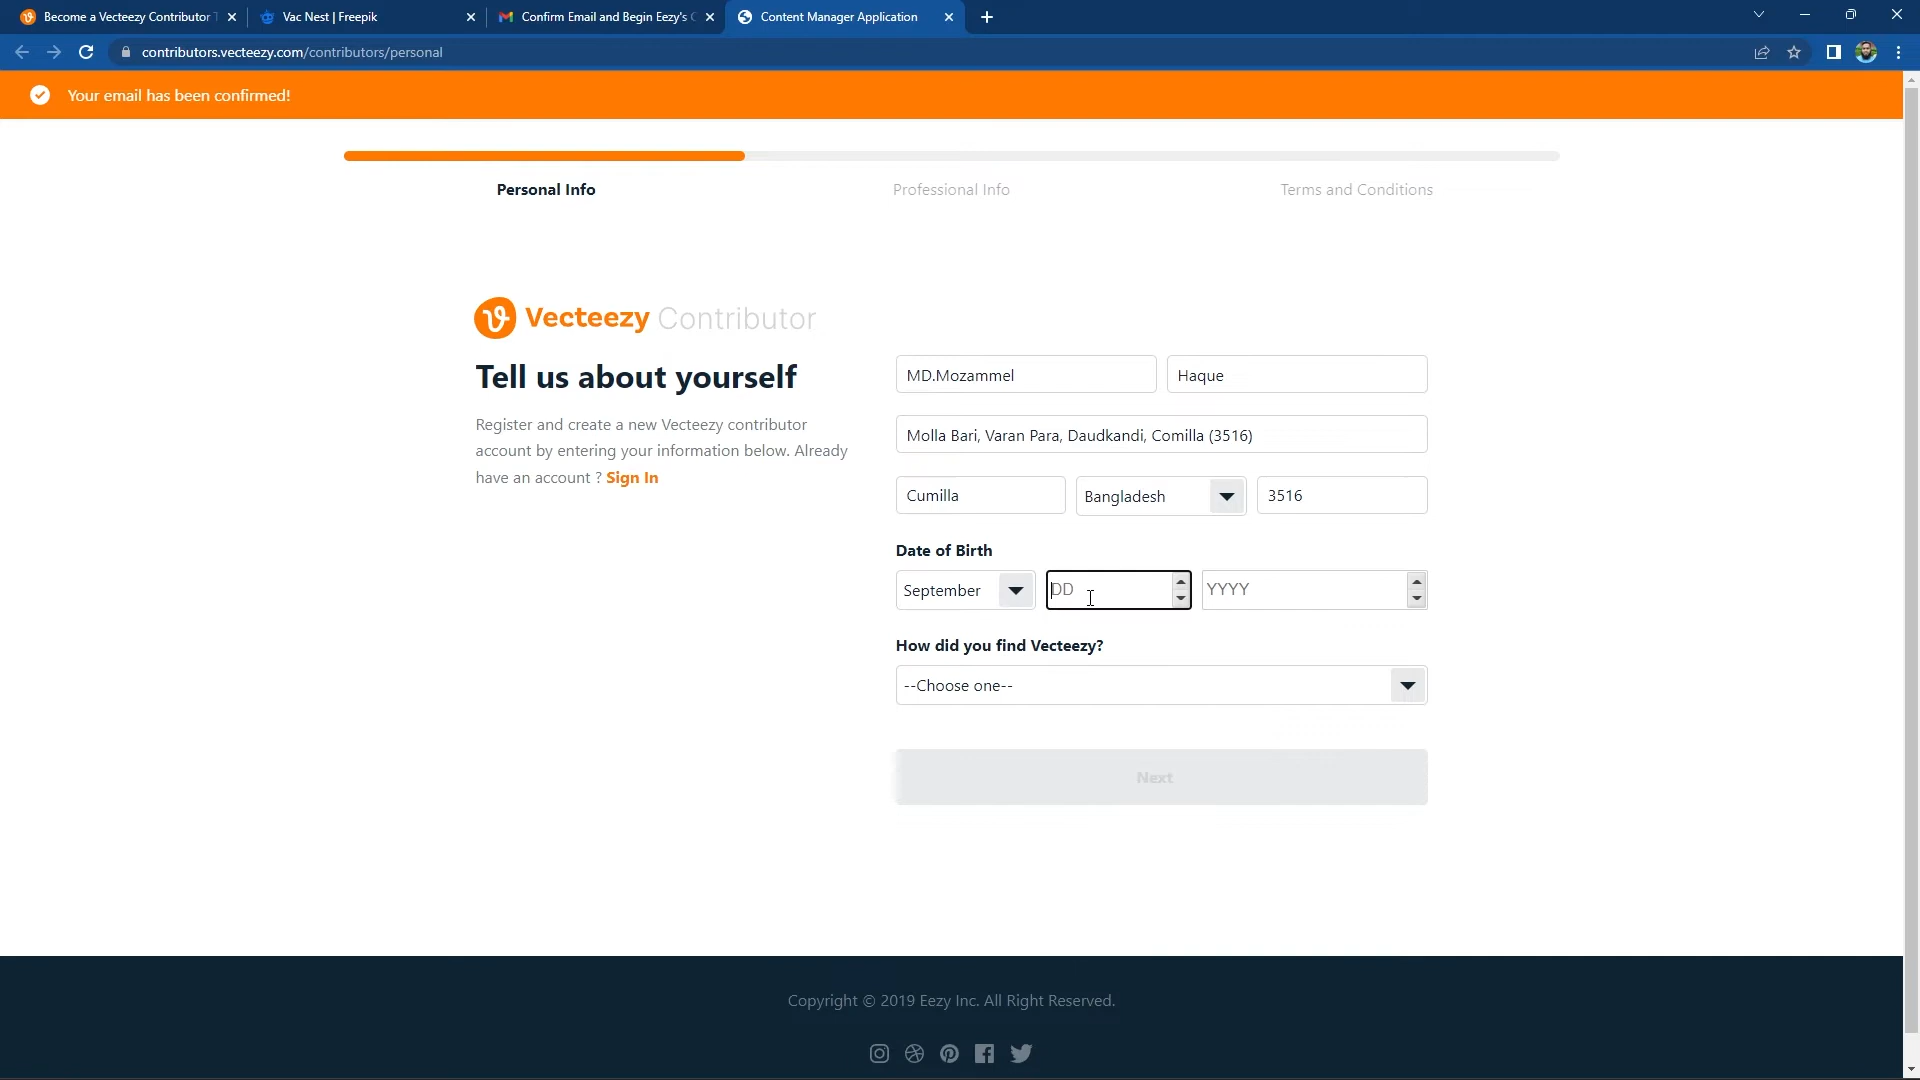 Become a Vecteezy Contributor
Vac Nest | Freepik
Confirm Email and Begin Eezy's
Content Manager Application
contributors.vecteezy.com/contributors/personal
Your email has been confirmed!
Personal Info
Professional Info
Terms and Conditions
Vecteezy Contributor
Tell us about yourself
Register and create a new Vecteezy contributor
account by entering your information below. Already
have an account ? Sign In
MD.Mozammel
Haque
Molla Bari, Varan Para, Daudkandi, Comilla (3516)
Cumilla
Bangladesh
3516
Date of Birth
September
DD
YYYY
How did you find Vecteezy?
--Choose one--
Next
Copyright © 2019 Eezy Inc. All Right Reserved.